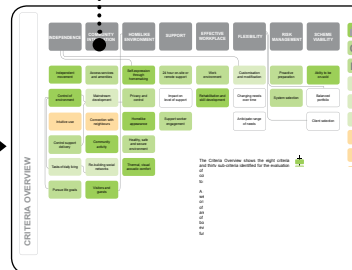 CRITERIA OVERVIEW
INDEPENDENCE
COMMUNITY
HOMELIKE ENVIRONMENT
SUPPORT
EFFECTIVE WORKPLACE
FLEXIBILITY
RISK MANAGEMENT
SCHEME VIABILITY
Independent movement
Access services and amenities
Self-expression through homemaking
24 hour on-site or remote support
Work environment
Customisation and modification
Proactive preparation
Ability to be sold/let
Control of environment
Mainstream development
Privacy and control
Impact on level of support
Rehabilitation and skill development
Changing needs over time
System selection
Balanced portfolio
Intuitive use
Connection with neighbours
Homelike appearance
Support worker engagement
Anticipate range of needs
Client selection
Control support delivery
Community activity
Healthy, safe and secure environment
Tasks of daily living
Re-building social networks
Thermal, visual acoustic comfort
Pursue life goals
Visitors and guests
The Criteria Overview shows the eight criteria
and thirty sub-criteria identified for the evaluation
of